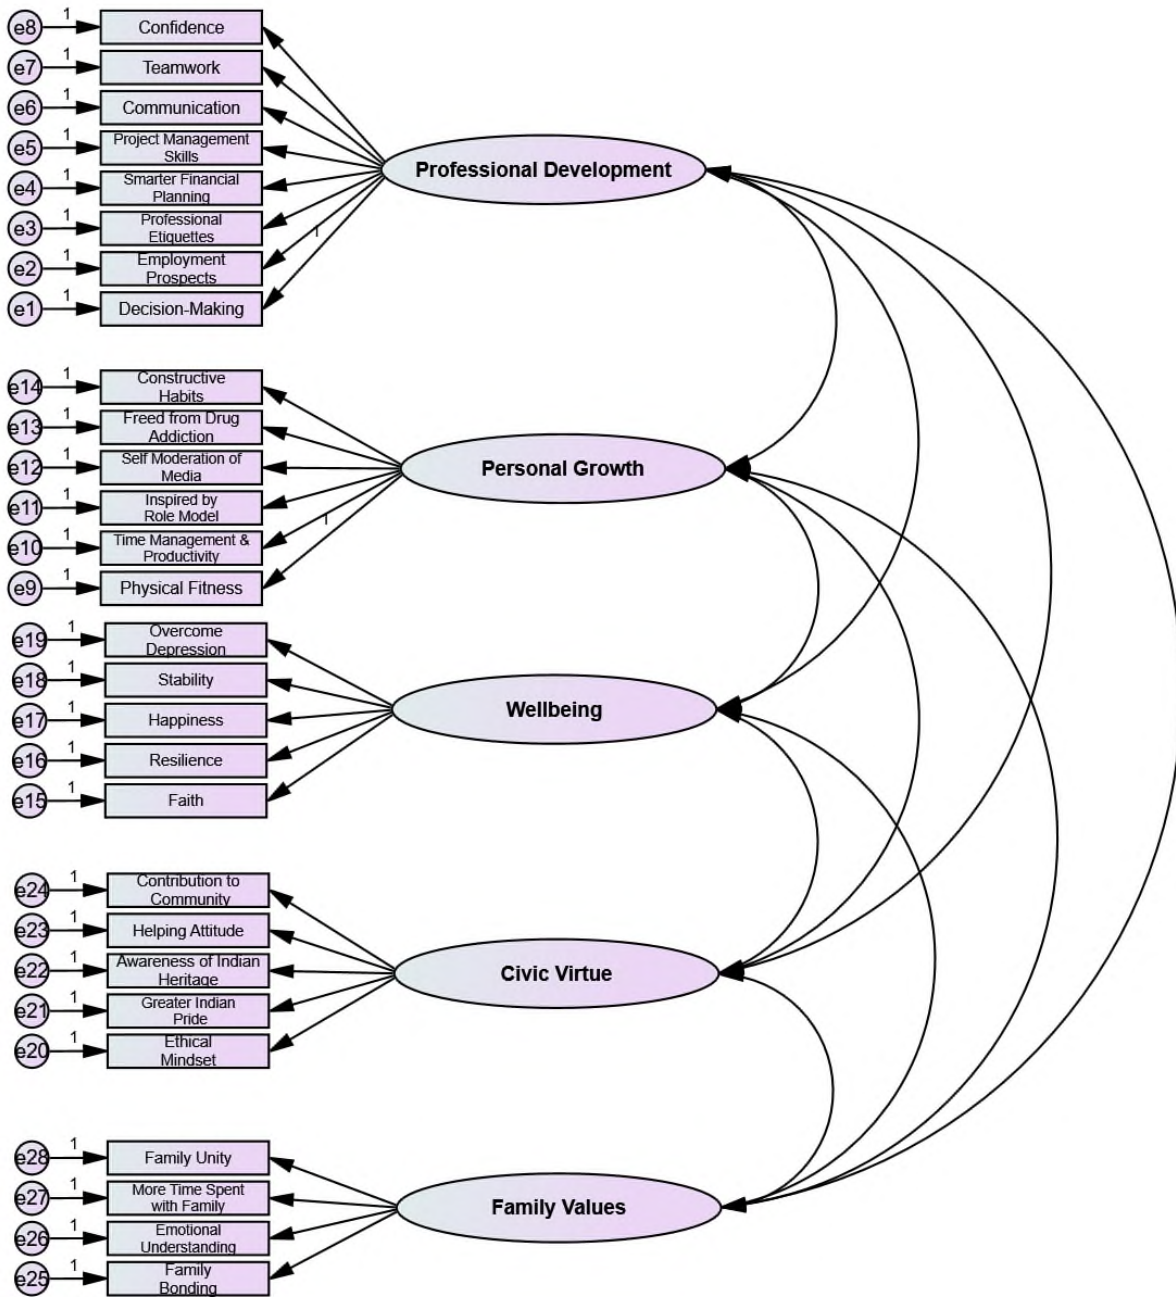 e8 1 Confidence
e7 1 Teamwork
e6 1 Communication
e5 1 Project Management
Skills
e4 1 Smarter Financial
Planning
e3 1 Professional
Etiquettes
e2 1 Employment
Prospects
e1 1 Decision-Making
1
Professional Development
e14 1 Constructive
Habits
e13 1 Freed from Drug
Addiction
e12 1 Self Moderation of
Media
e11 1 Inspired by
Role Model
e10 1 Time Management &
Productivity
e9 1 Physical Fitness
1
Personal Growth
e19 1 Overcome
Depression
e18 1 Stability
e17 1 Happiness
e16 1 Resilience
e15 1 Faith
Wellbeing
e24 1 Contribution to
Community
e23 1 Helping Attitude
e22 1 Awareness of Indian
Heritage
e21 1 Greater Indian
Pride
e20 1 Ethical
Mindset
Civic Virtue
e28 1 Family Unity
e27 1 More Time Spent
with Family
e26 1 Emotional
Understanding
e25 1 Family
Bonding
Family Values